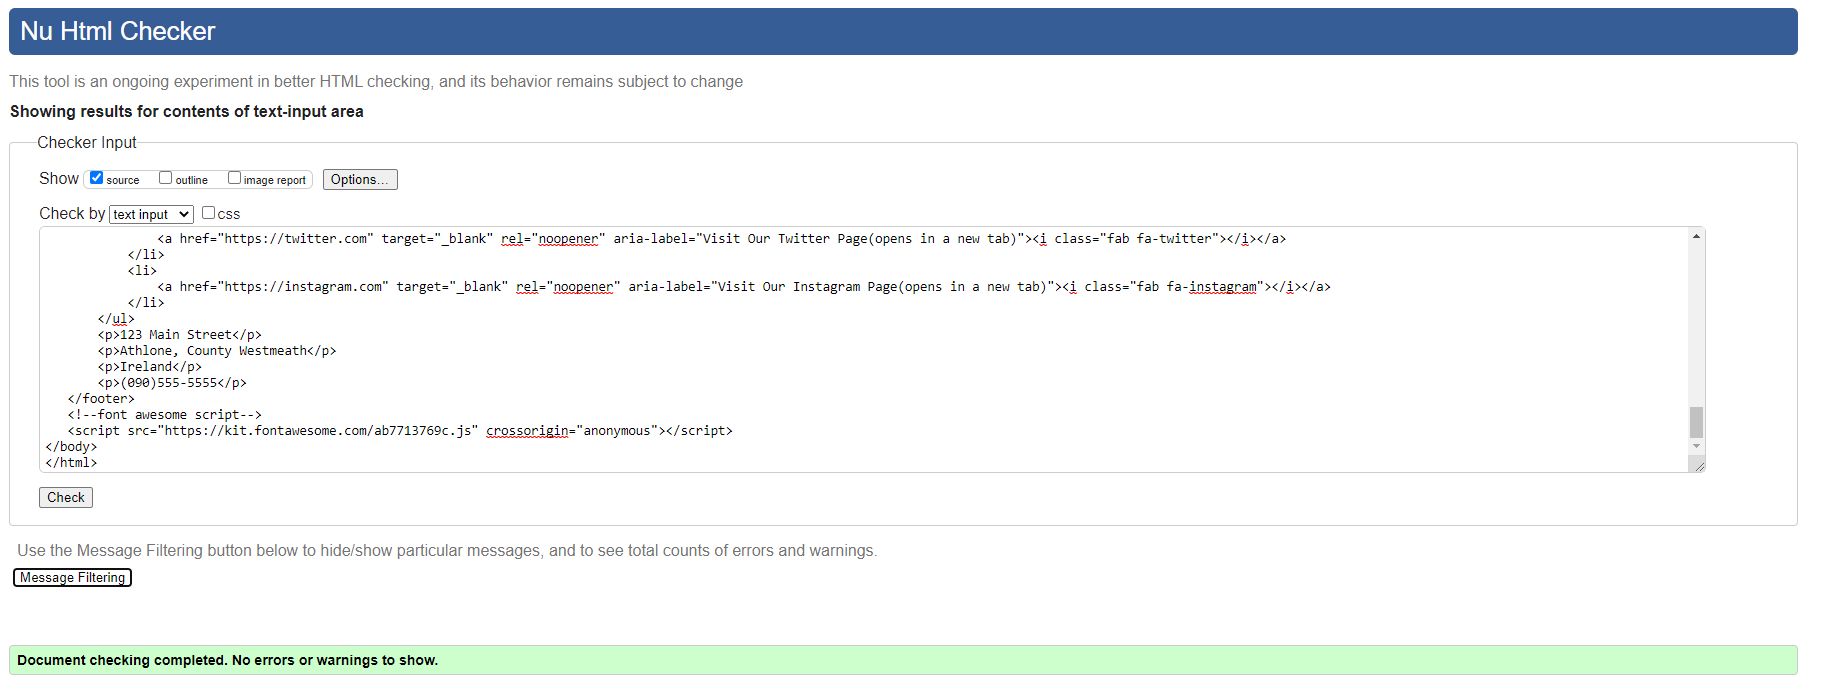 Nu Html Checker
This tool is an ongoing experiment in better HTML checking, and its behavior remains subject to change
Showing results for contents of text-input area
Checker Input
Show source outline image report Options...
Check by text input css
<a href="https://twitter.com" target="_blank" rel="noopener" aria-label="Visit Our Twitter Page(opens in a new tab)"><i class="fab fa-twitter"></i></a>
</li>
<li>
<a href="https://instagram.com" target="_blank" rel="noopener" aria-label="Visit Our Instagram Page(opens in a new tab)"><i class="fab fa-instagram"></i></a>
</li>
</ul>
<p>123 Main Street</p>
<p>Athlone, County Westmeath</p>
<p>Ireland</p>
<p>(090)555-5555</p>
</footer>
<!--font awesome script-->
<script src="https://kit.fontawesome.com/ab7713769c.js" crossorigin="anonymous"></script>
</body>
</html>
Check
Use the Message Filtering button below to hide/show particular messages, and to see total counts of errors and warnings.
Message Filtering
Document checking completed. No errors or warnings to show.